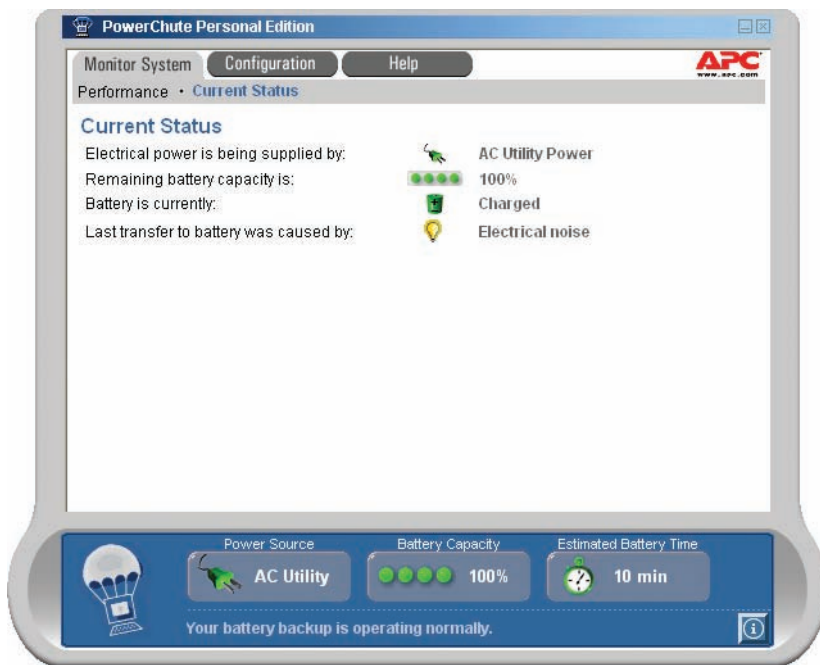 PowerChute Personal Edition
Monitor System Configuration Help
APC
www.apc.com
Performance • Current Status
Current Status
Electrical power is being supplied by: AC Utility Power
Remaining battery capacity is: 100%
Battery is currently: Charged
Last transfer to battery was caused by: Electrical noise
Power Source Battery Capacity Estimated Battery Time
AC Utility 100% 10 min
Your battery backup is operating normally.